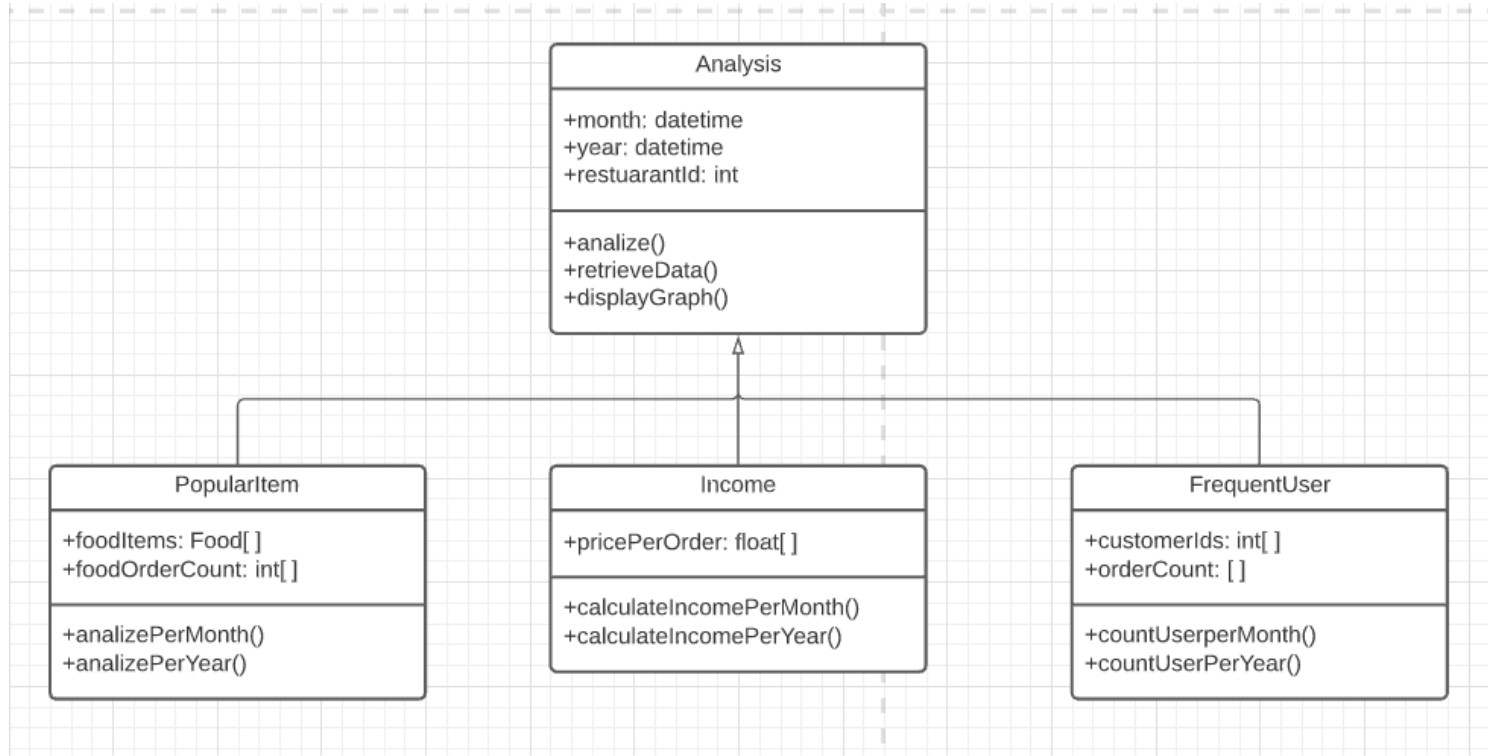 Analysis
+month: datetime
+year: datetime
+restuarantId: int
+analize()
+retrieveData()
+displayGraph()
PopularItem
+foodItems: Food[ ]
+foodOrderCount: int[ ]
+analizePerMonth()
+analizePerYear()
Income
+pricePerOrder: float[ ]
+calculateIncomePerMonth()
+calculateIncomePerYear()
FrequentUser
+customerIds: int[ ]
+orderCount: [ ]
+countUserperMonth()
+countUserPerYear()